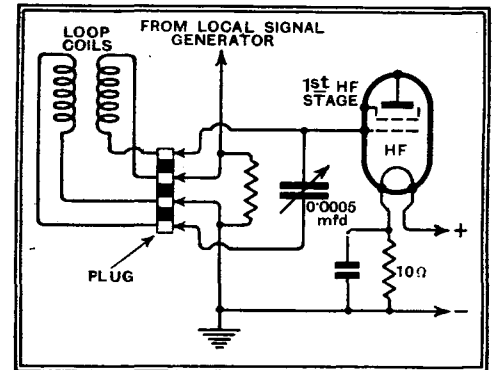 LOOP
COILS
FROM LOCAL SIGNAL
GENERATOR
1st HF
STAGE
HF
0.0005
mfd
PLUG
10Ω
+
−